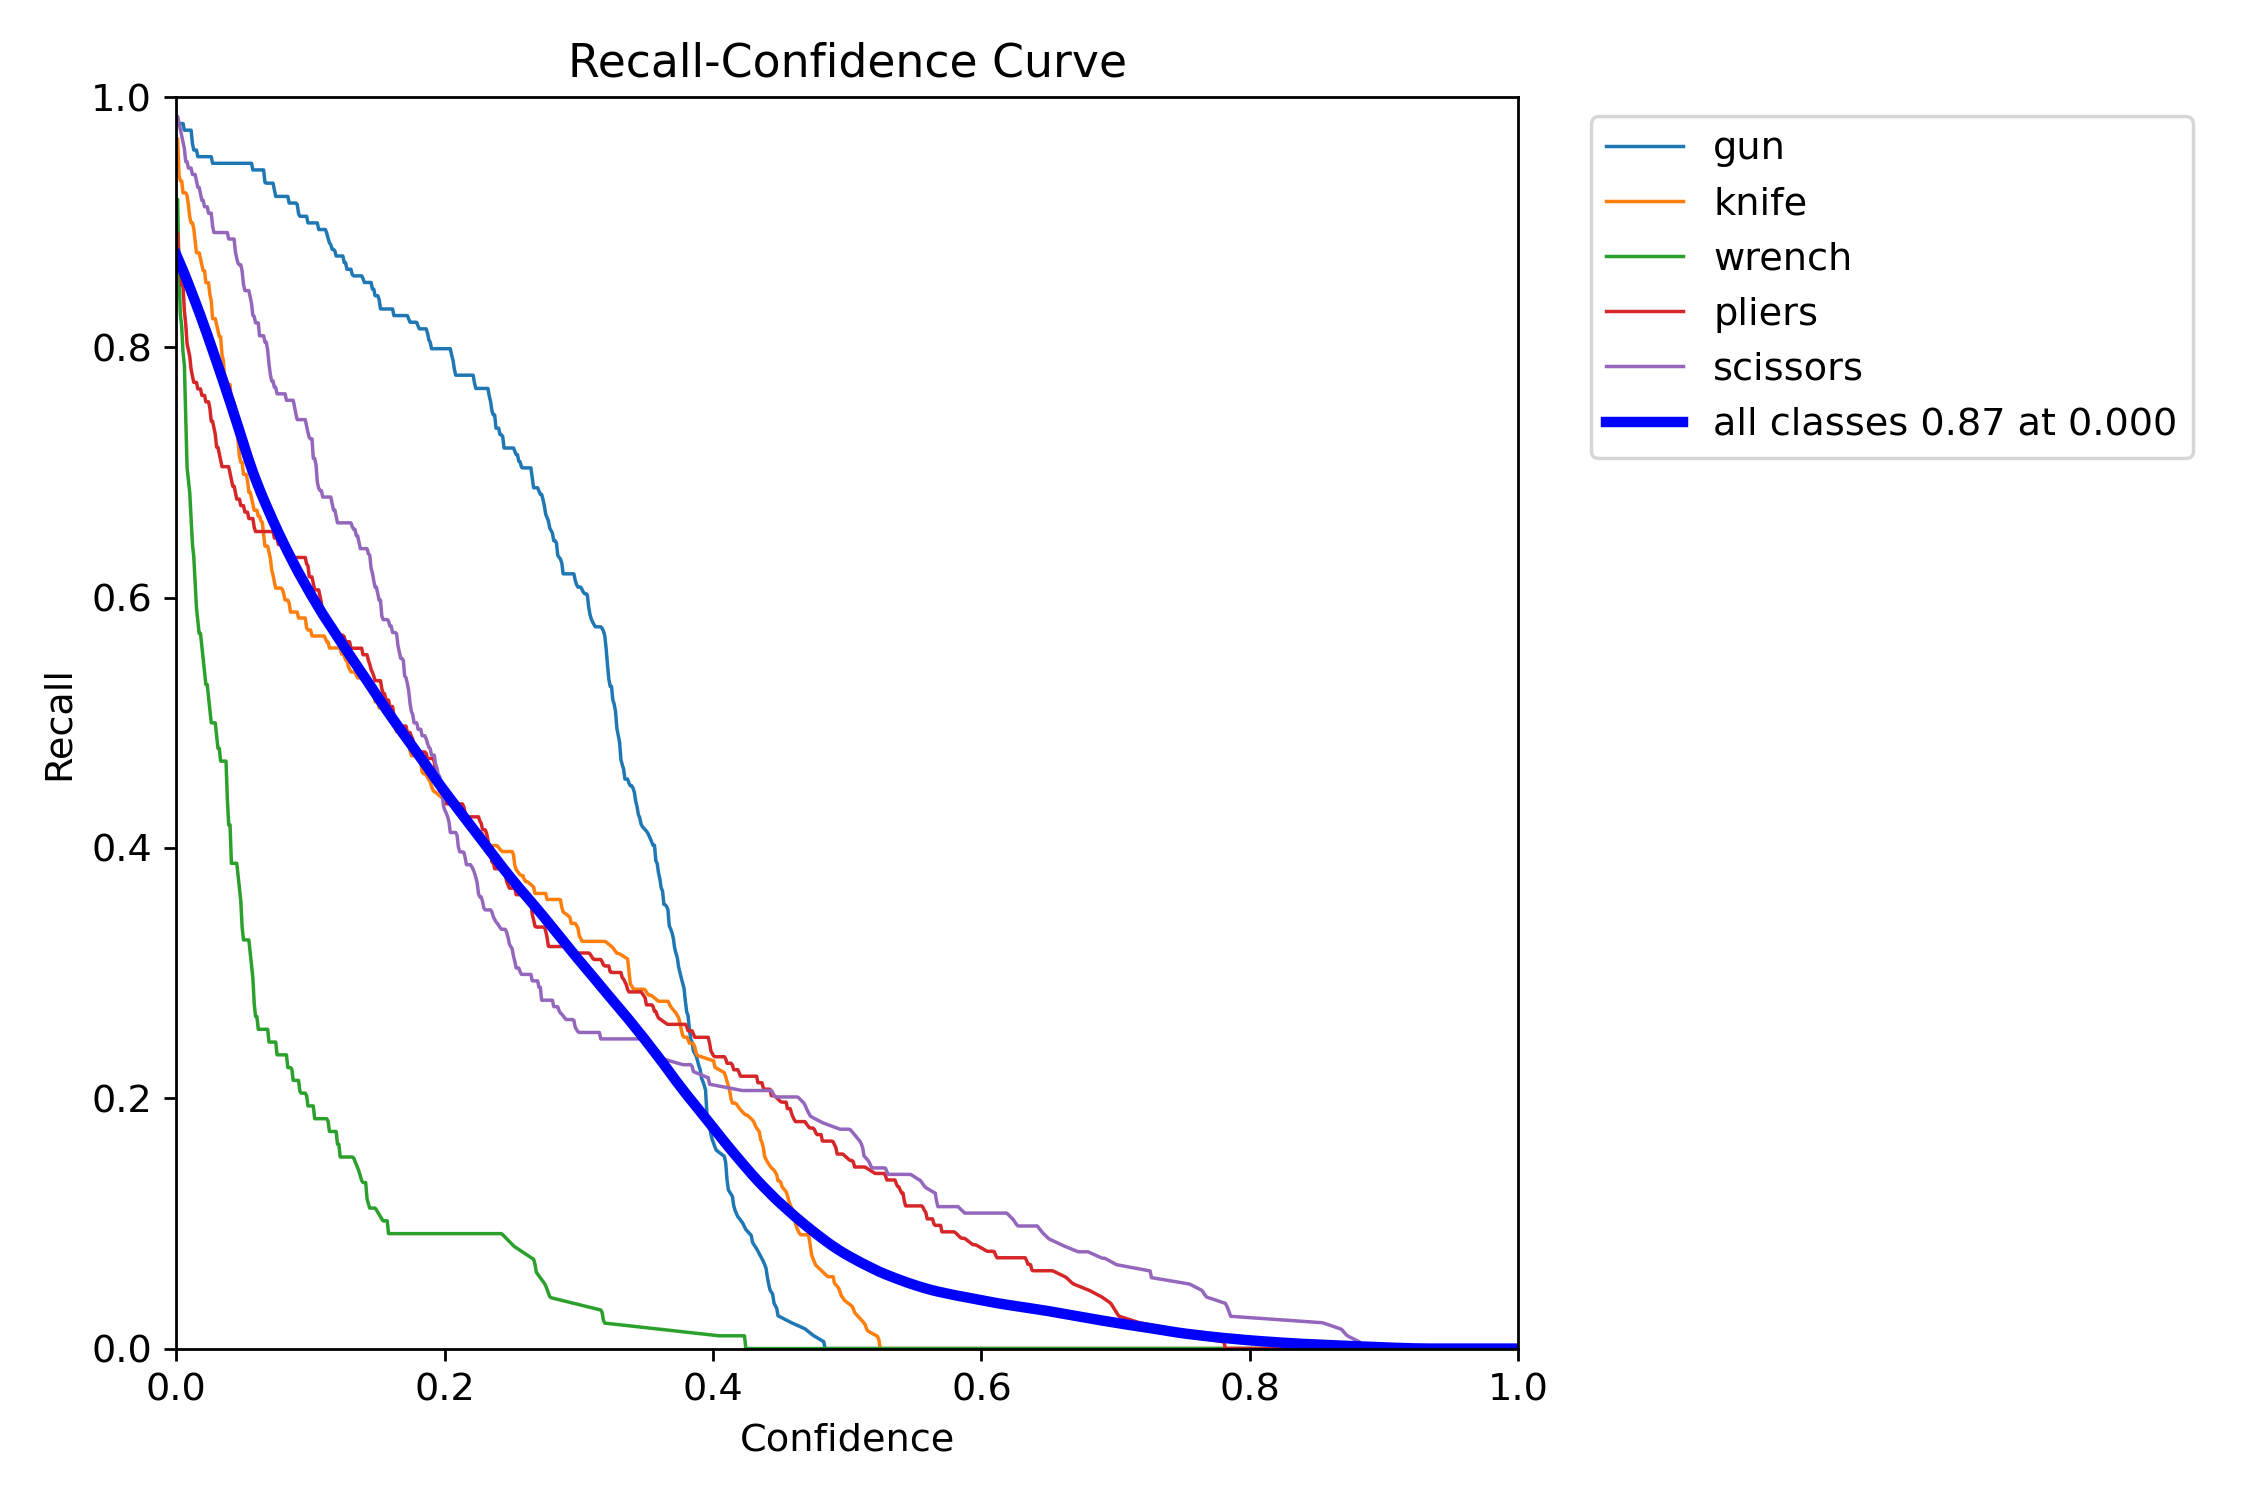 Recall-Confidence Curve
1.0
0.8
0.6
0.4
0.2
0.0
Recall
0.0 0.2 0.4 0.6 0.8 1.0
Confidence
gun
knife
wrench
pliers
scissors
all classes 0.87 at 0.000